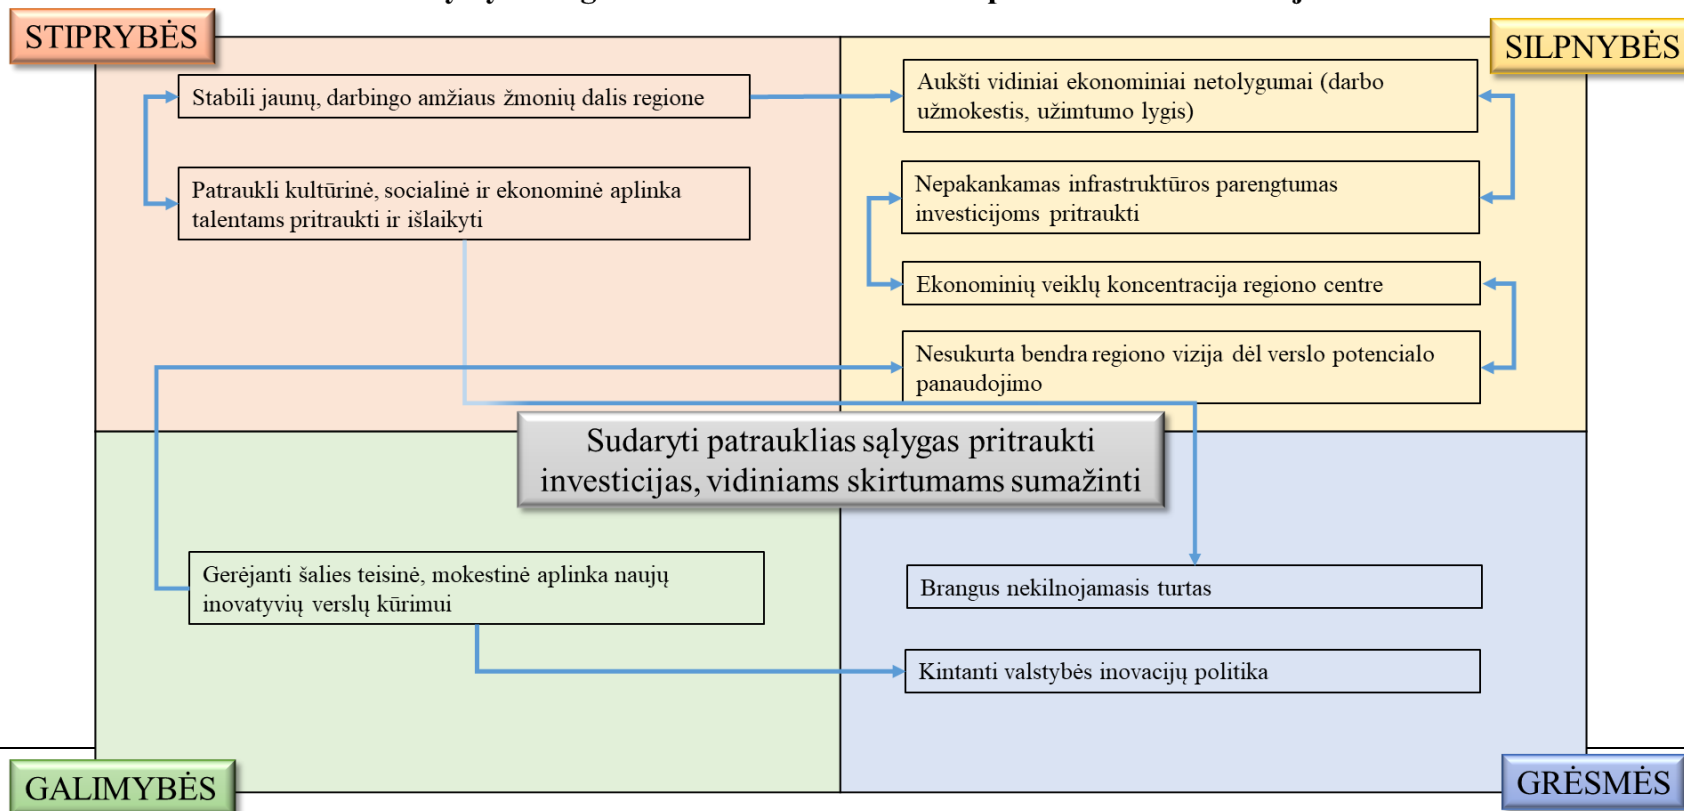 STIPRYBĖS
SILPNYBĖS
Stabili jaunų, darbingo amžiaus žmonių dalis regione
Patraukli kultūrinė, socialinė ir ekonominė aplinka
talentams pritraukti ir išlaikyti
Aukšti vidiniai ekonominiai netolygumai (darbo
užmokestis, užimtumo lygis)
Nepakankamas infrastruktūros parengtumas
investicijoms pritraukti
Ekonominių veiklų koncentracija regiono centre
Nesukurta bendra regiono vizija dėl verslo potencialo
panaudojimo
Sudaryti patrauklias sąlygas pritraukti
investicijas, vidiniams skirtumams sumažinti
Gerėjanti šalies teisinė, mokestinė aplinka naujų
inovatyvių verslų kūrimui
Brangus nekilnojamasis turtas
Kintanti valstybės inovacijų politika
GALIMYBĖS
GRĖSMĖS